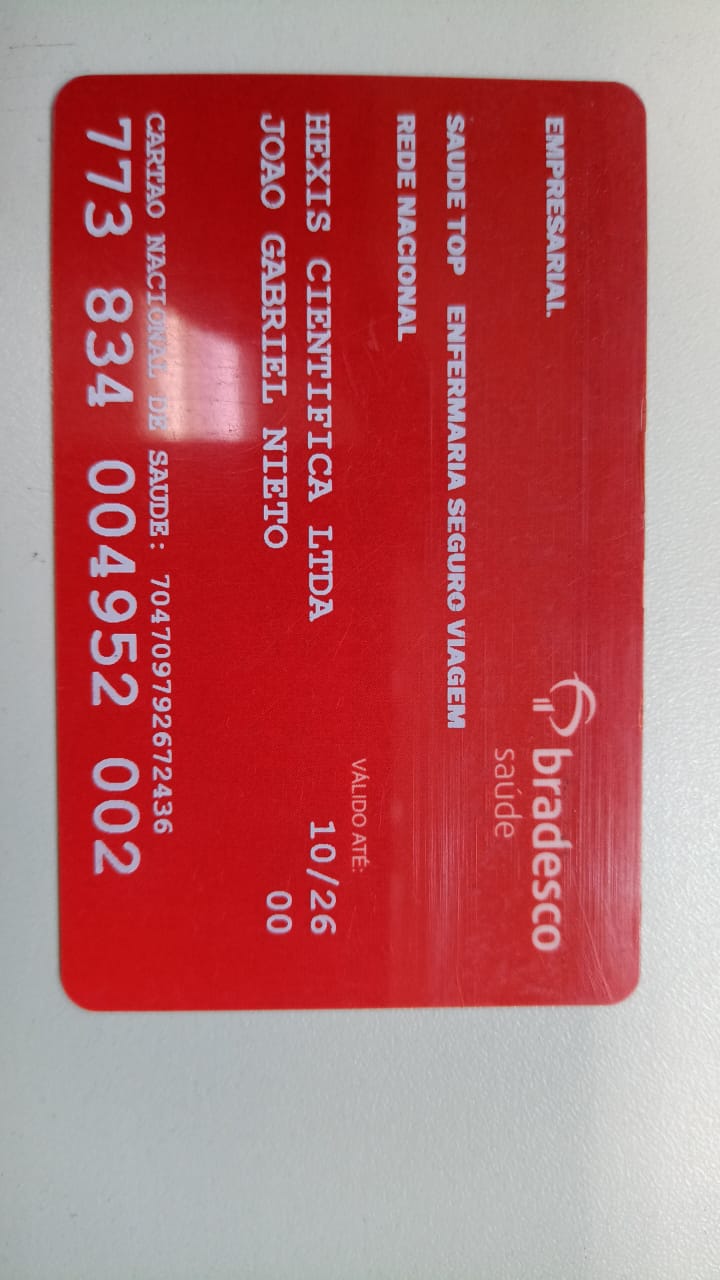 bradesco
saúde
EMPRESARIAL
SAUDE TOP ENFERMARIA SEGURO VIAGEM
REDE NACIONAL
VÁLIDO ATÉ:
HEXIS CIENTIFICA LTDA 10/26
JOAO GABRIEL NIETO 00
CARTAO NACIONAL DE SAUDE: 704709792672436
773 834 004952 002